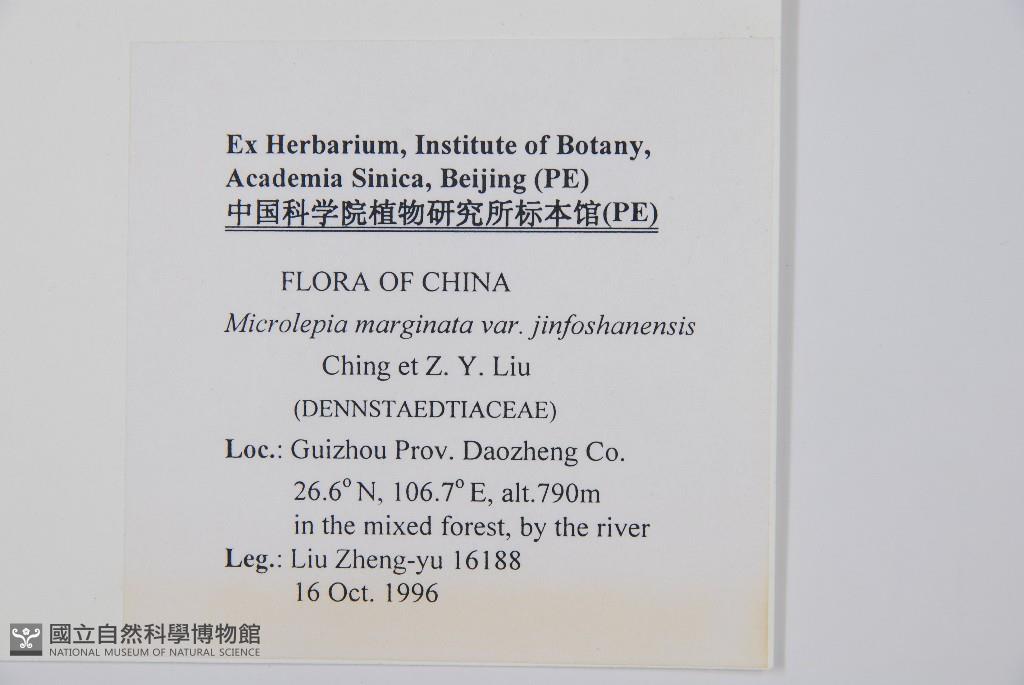 Ex Herbarium, Institute of Botany,
Academia Sinica, Beijing (PE)
中国科学院植物研究所标本馆(PE)
FLORA OF CHINA
Microlepia marginata var. jinfoshanensis
Ching et Z. Y. Liu
(DENNSTAEDTIACEAE)
Loc.: Guizhou Prov. Daozheng Co.
26.6° N, 106.7° E, alt.790m
in the mixed forest, by the river
Leg.: Liu Zheng-yu 16188
16 Oct. 1996
國立自然科學博物館
NATIONAL MUSEUM OF NATURAL SCIENCE